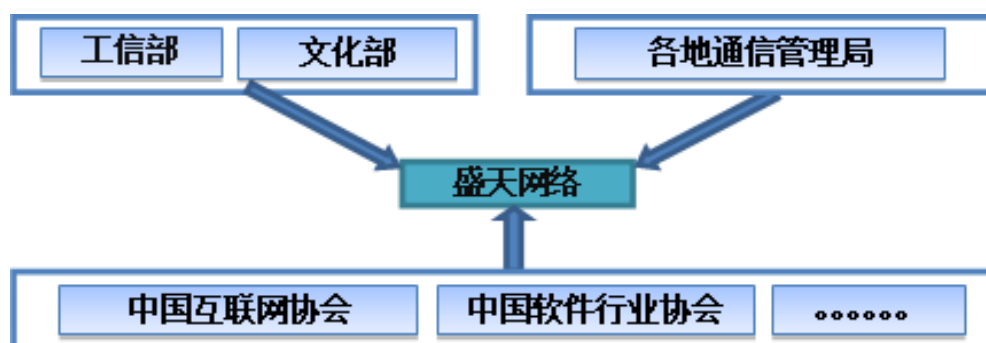 工信部 文化部 各地通信管理局
盛天网络
中国互联网协会 中国软件行业协会 。。。。。。